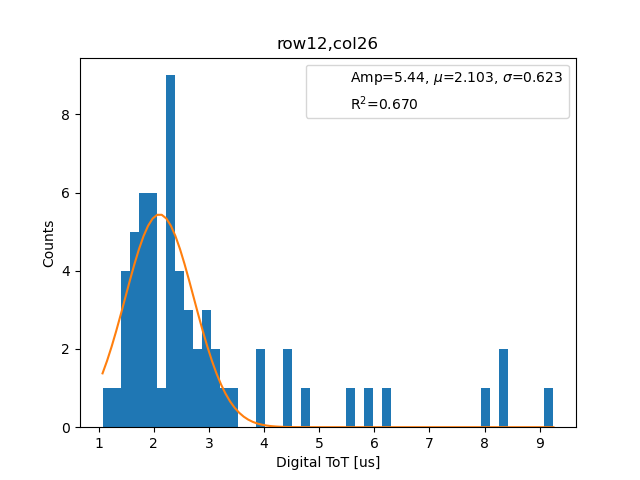 row12,col26
Amp=5.44, μ=2.103, σ=0.623
R²=0.670
Counts
8
6
4
2
0
1 2 3 4 5 6 7 8 9
Digital ToT [us]